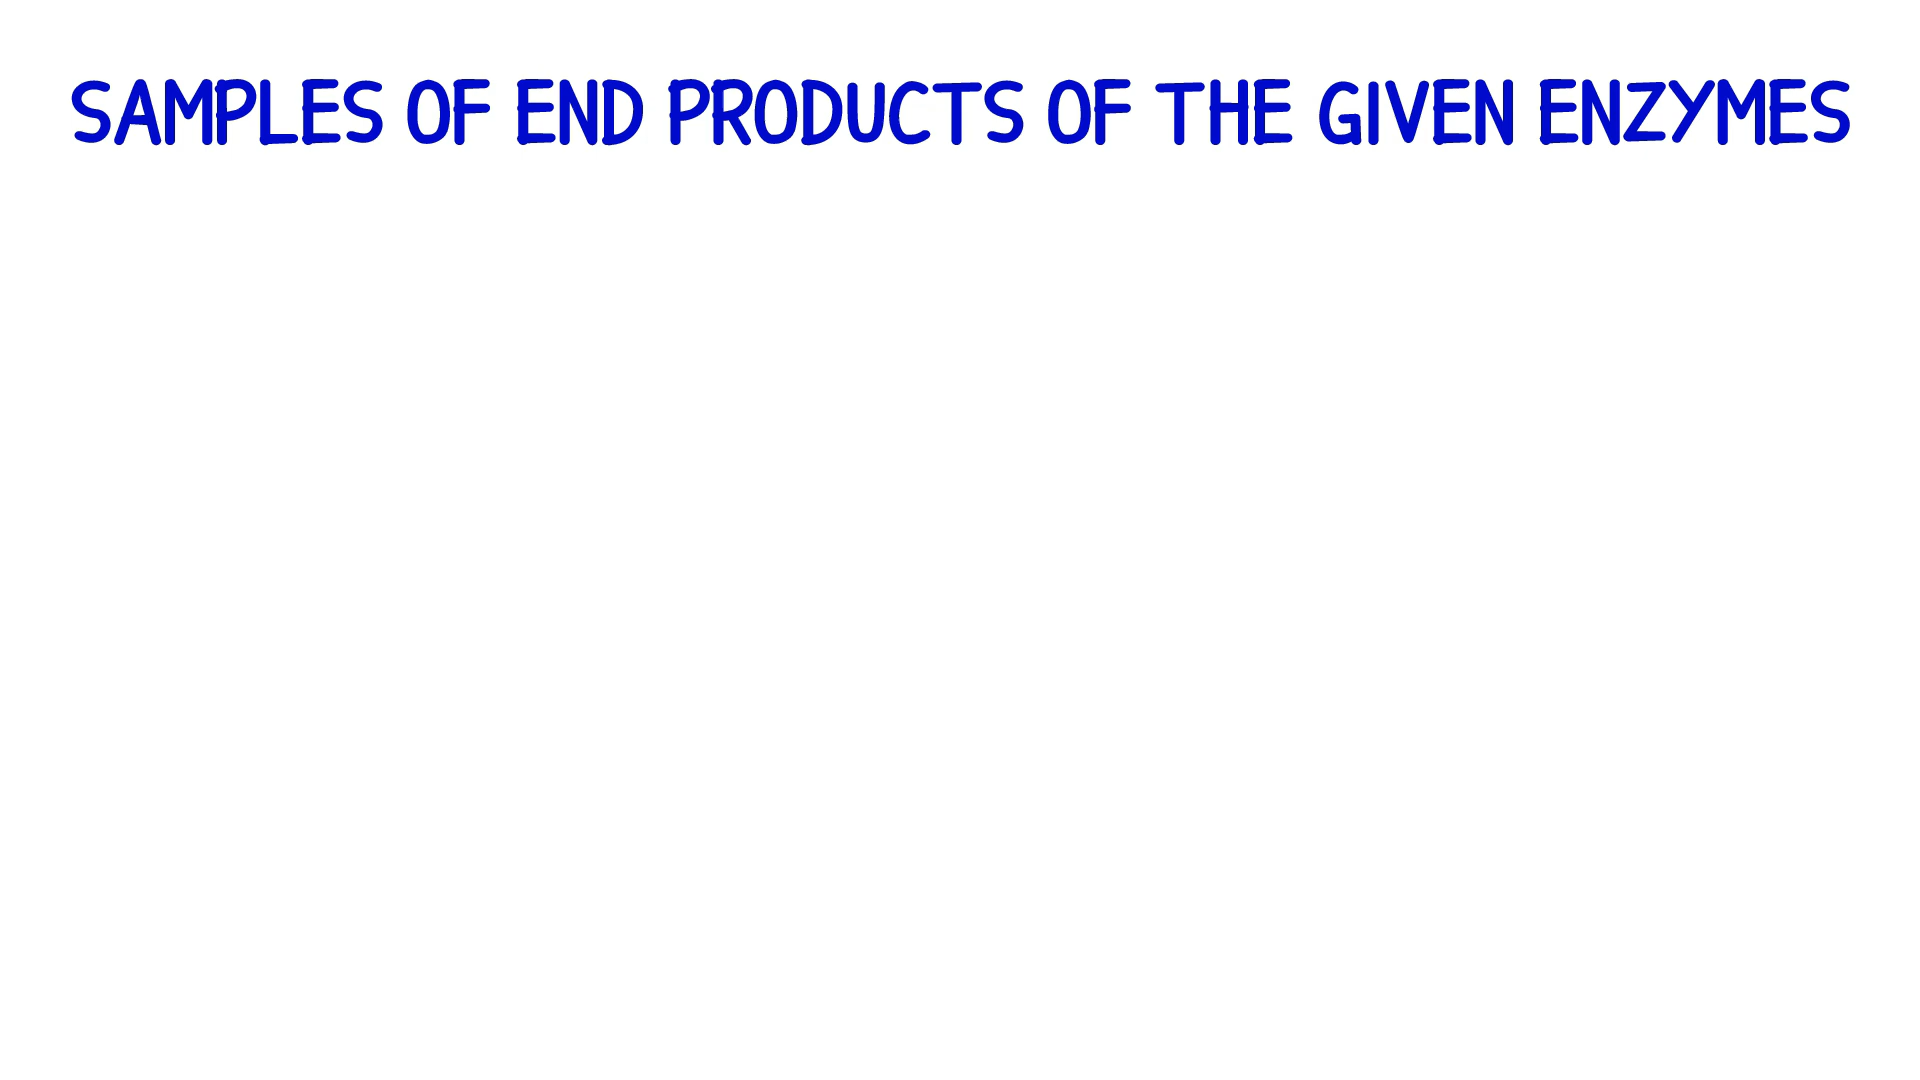 SAMPLES OF END PRODUCTS OF THE GIVEN ENZYMES